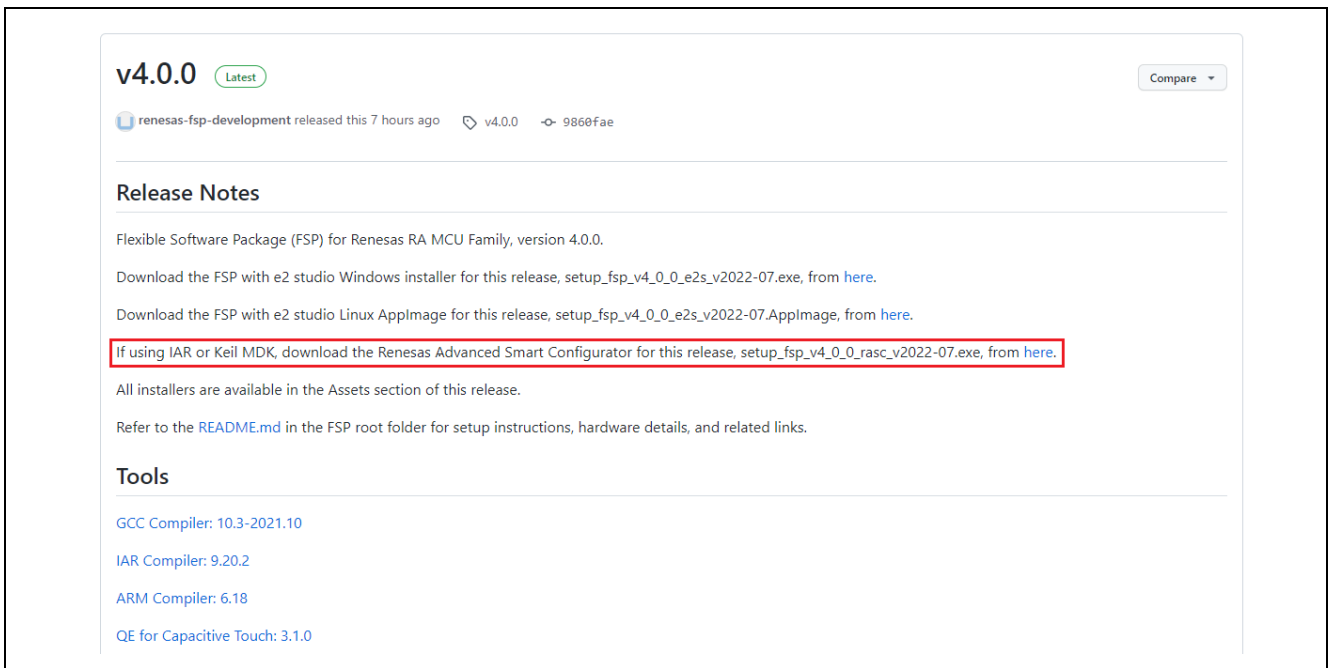 v4.0.0 Latest
Compare
renesas-fsp-development released this 7 hours ago v4.0.0 9860fae
Release Notes
Flexible Software Package (FSP) for Renesas RA MCU Family, version 4.0.0.
Download the FSP with e2 studio Windows installer for this release, setup_fsp_v4_0_0_e2s_v2022-07.exe, from here.
Download the FSP with e2 studio Linux AppImage for this release, setup_fsp_v4_0_0_e2s_v2022-07.AppImage, from here.
If using IAR or Keil MDK, download the Renesas Advanced Smart Configurator for this release, setup_fsp_v4_0_0_rasc_v2022-07.exe, from here.
All installers are available in the Assets section of this release.
Refer to the README.md in the FSP root folder for setup instructions, hardware details, and related links.
Tools
GCC Compiler: 10.3-2021.10
IAR Compiler: 9.20.2
ARM Compiler: 6.18
QE for Capacitive Touch: 3.1.0